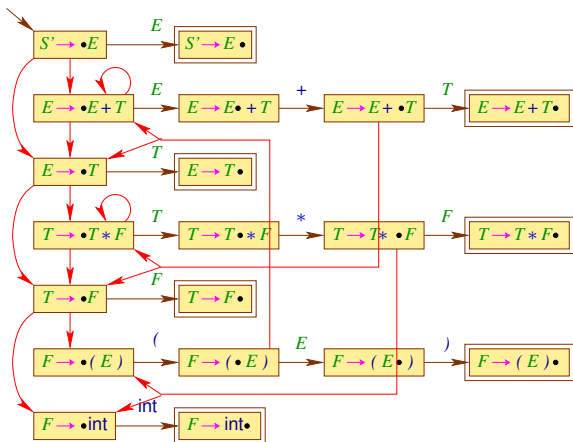 E
S' → •E S' → E•
E + T
E → •E + T E → E• + T E → E + •T E → E + T•
T
E → •T E → T•
T * F
T → •T * F T → T• * F T → T * •F T → T * F•
F
T → •F T → F•
( E )
F → •( E ) F → ( •E ) F → ( E• ) F → ( E )•
int
F → •int F → int•